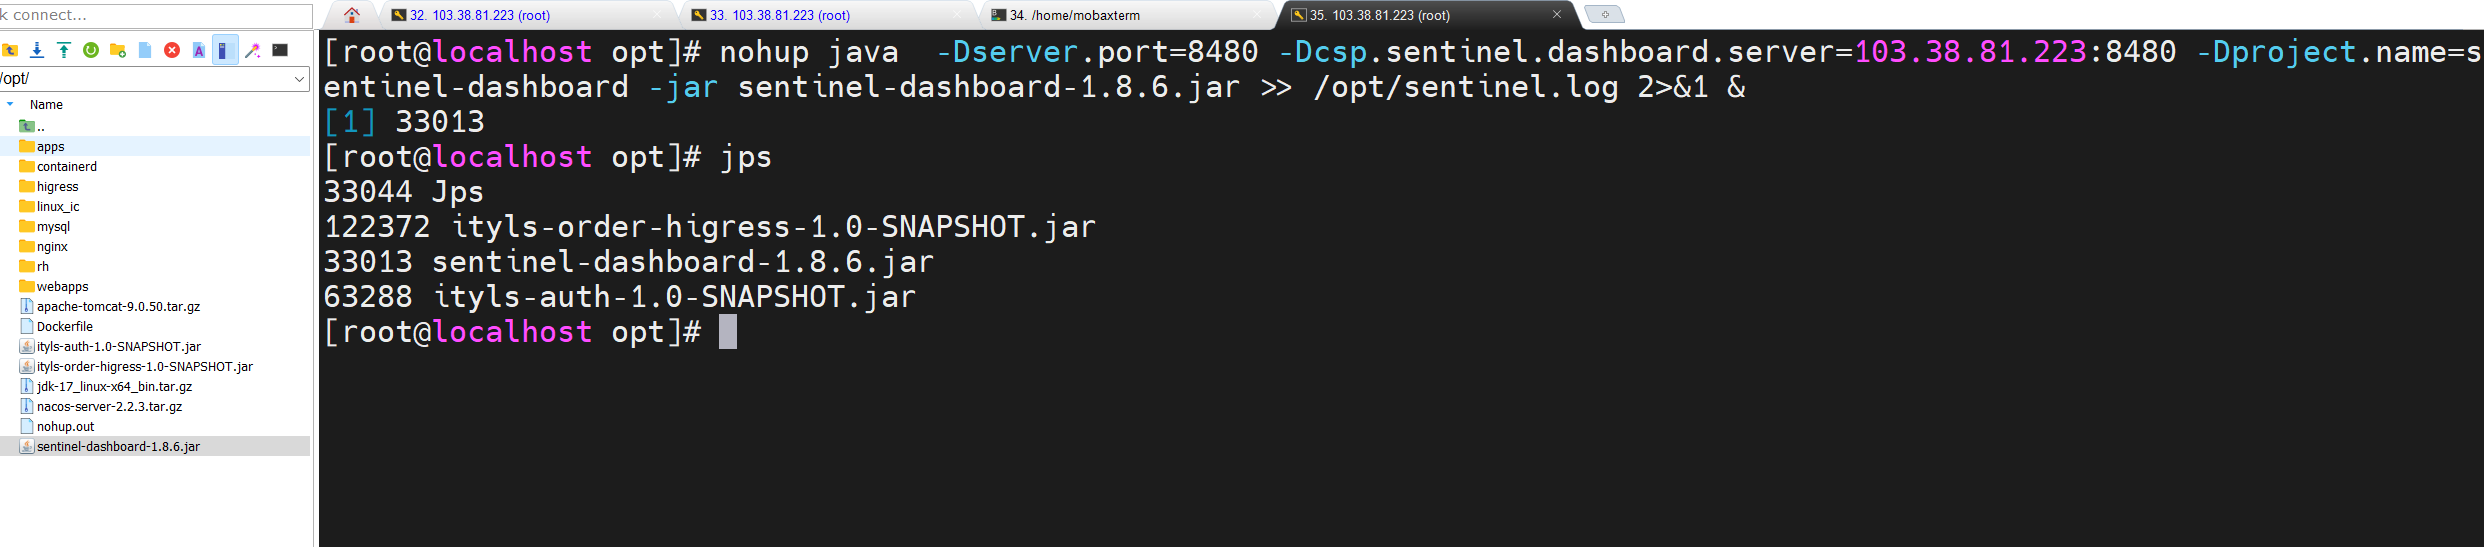 k connect...
32. 103.38.81.223 (root)
33. 103.38.81.223 (root)
34. /home/mobaxterm
35. 103.38.81.223 (root)
/opt/
Name
..
apps
containerd
higress
linux_ic
mysql
nginx
rh
webapps
apache-tomcat-9.0.50.tar.gz
Dockerfile
ityls-auth-1.0-SNAPSHOT.jar
ityls-order-higress-1.0-SNAPSHOT.jar
jdk-17_linux-x64_bin.tar.gz
nacos-server-2.2.3.tar.gz
nohup.out
sentinel-dashboard-1.8.6.jar
[root@localhost opt]# nohup java  -Dserver.port=8480 -Dcsp.sentinel.dashboard.server=103.38.81.223:8480 -Dproject.name=s
entinel-dashboard -jar sentinel-dashboard-1.8.6.jar >> /opt/sentinel.log 2>&1 &
[1] 33013
[root@localhost opt]# jps
33044 Jps
122372 ityls-order-higress-1.0-SNAPSHOT.jar
33013 sentinel-dashboard-1.8.6.jar
63288 ityls-auth-1.0-SNAPSHOT.jar
[root@localhost opt]#